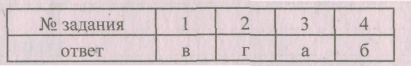 № задания 1 2 3 4
ответ в г а б